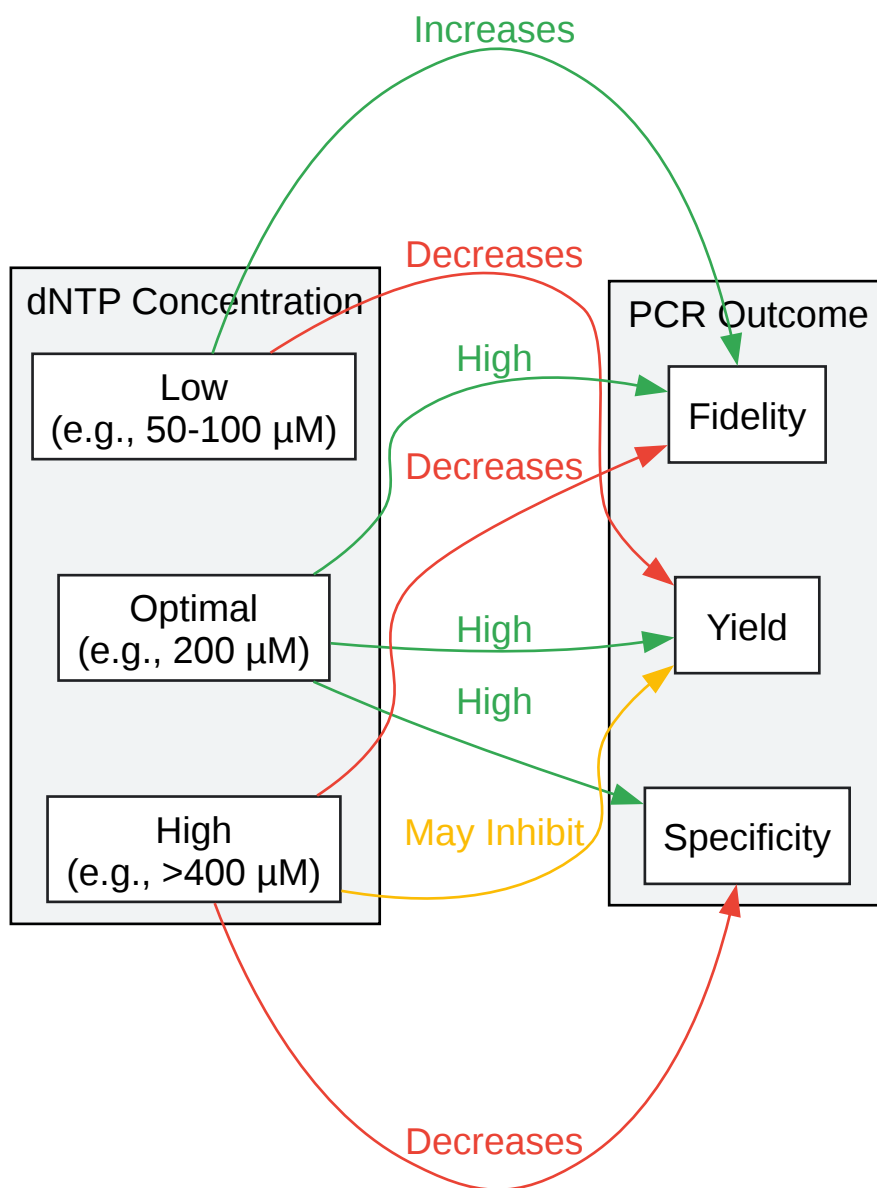 Increases
Decreases
dNTP Concentration
PCR Outcome
High
Low
(e.g., 50-100 µM)
Fidelity
Decreases
Optimal
(e.g., 200 µM)
High
Yield
High
High
(e.g., >400 µM)
May Inhibit
Specificity
Decreases